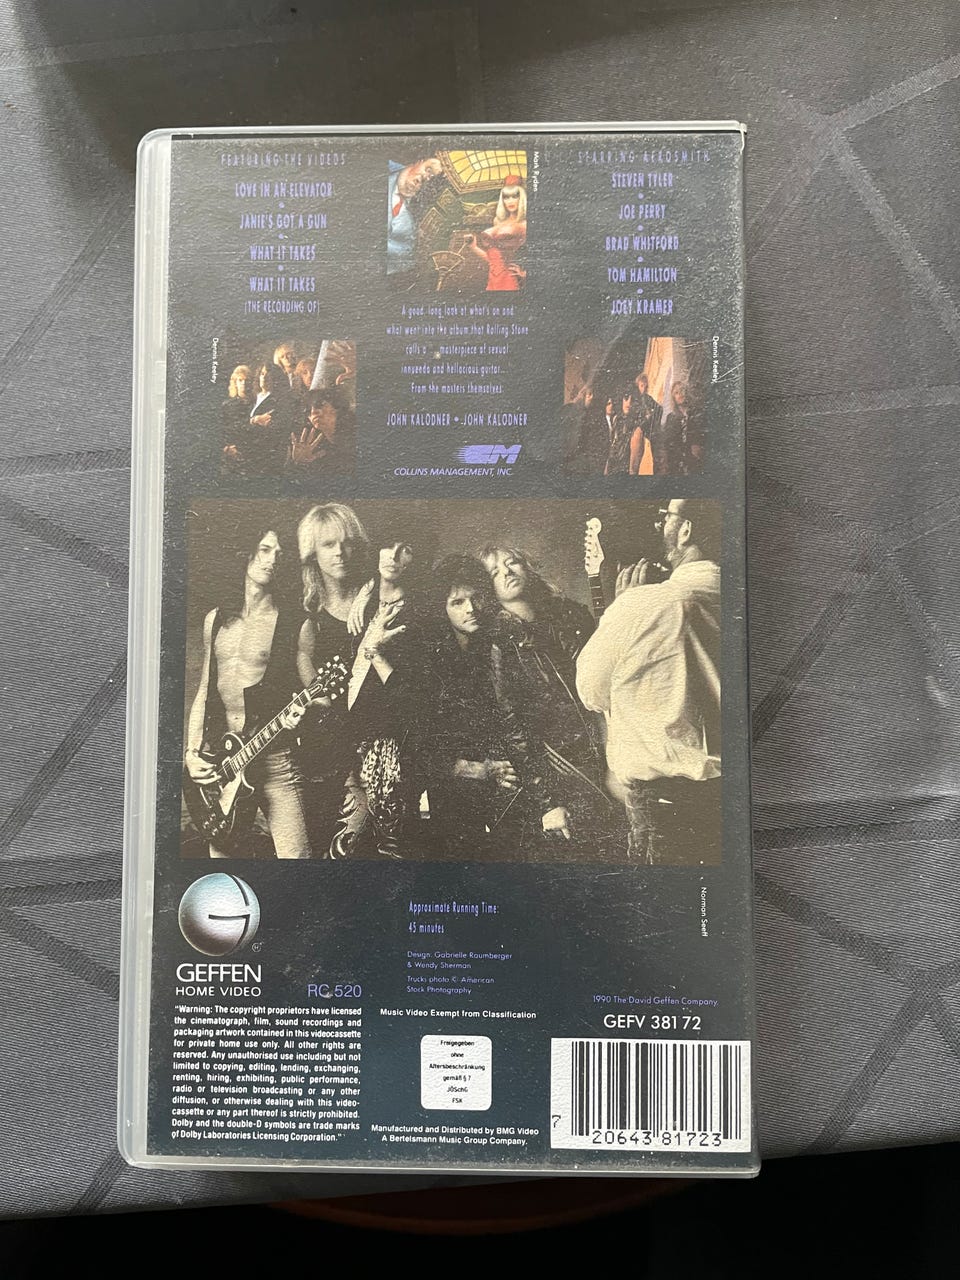 FEATURING THE VIDEOS
LOVE IN AN ELEVATOR
JANIE'S GOT A GUN
WHAT IT TAKES
WHAT IT TAKES
(THE RECORDING OF)
Mark Ryden
STARRING AEROSMITH
STEVEN TYLER
JOE PERRY
BRAD WHITFORD
TOM HAMILTON
JOEY KRAMER
A good, long look at what's on and
what went into the album that Rolling Stone
calls a ...masterpiece of sexual
innuendo and hellacious guitar...
From the masters themselves.
JOHN KALODNER • JOHN KALODNER
CM
COLLINS MANAGEMENT, INC.
Dennis Keeley
Dennis Keeley
Norman Seeff
G
GEFFEN
HOME VIDEO
RC 520
Approximate Running Time:
45 minutes
Design: Gabrielle Raumberger
& Wendy Sherman
Trucks photo © American
Stock Photography
1990 The David Geffen Company.
GEFV 381 72
"Warning: The copyright proprietors have licensed
the cinematograph, film, sound recordings and
packaging artwork contained in this videocassette
for private home use only. All other rights are
reserved. Any unauthorised use including but not
limited to copying, editing, lending, exchanging,
renting, hiring, exhibiting, public performance,
radio or television broadcasting or any other
diffusion, or otherwise dealing with this video-
cassette or any part thereof is strictly prohibited.
Dolby and the double-D symbols are trade marks
of Dolby Laboratories Licensing Corporation."
Music Video Exempt from Classification
Freigegeben
ohne
Altersbeschränkung
gemäß § 7
JÖSchG
FSK
Manufactured and Distributed by BMG Video
A Bertelsmann Music Group Company.
7 20643 81723